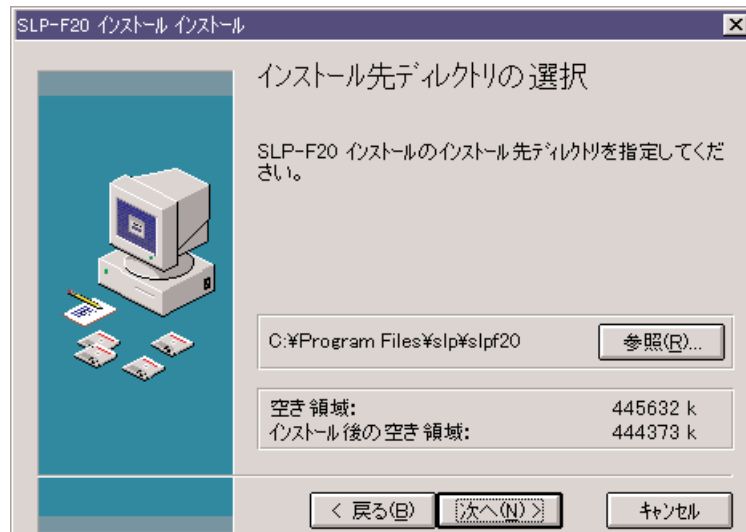 SLP-F20 インストール インストール
インストール先ディレクトリの選択
SLP-F20 インストールのインストール先ディレクトリを指定してくだ
さい。
C:¥Program Files¥slp¥slpf20
参照(R)...
空き領域: 445632 k
インストール後の空き領域: 444373 k
< 戻る(B)
次へ(N) >
キャンセル